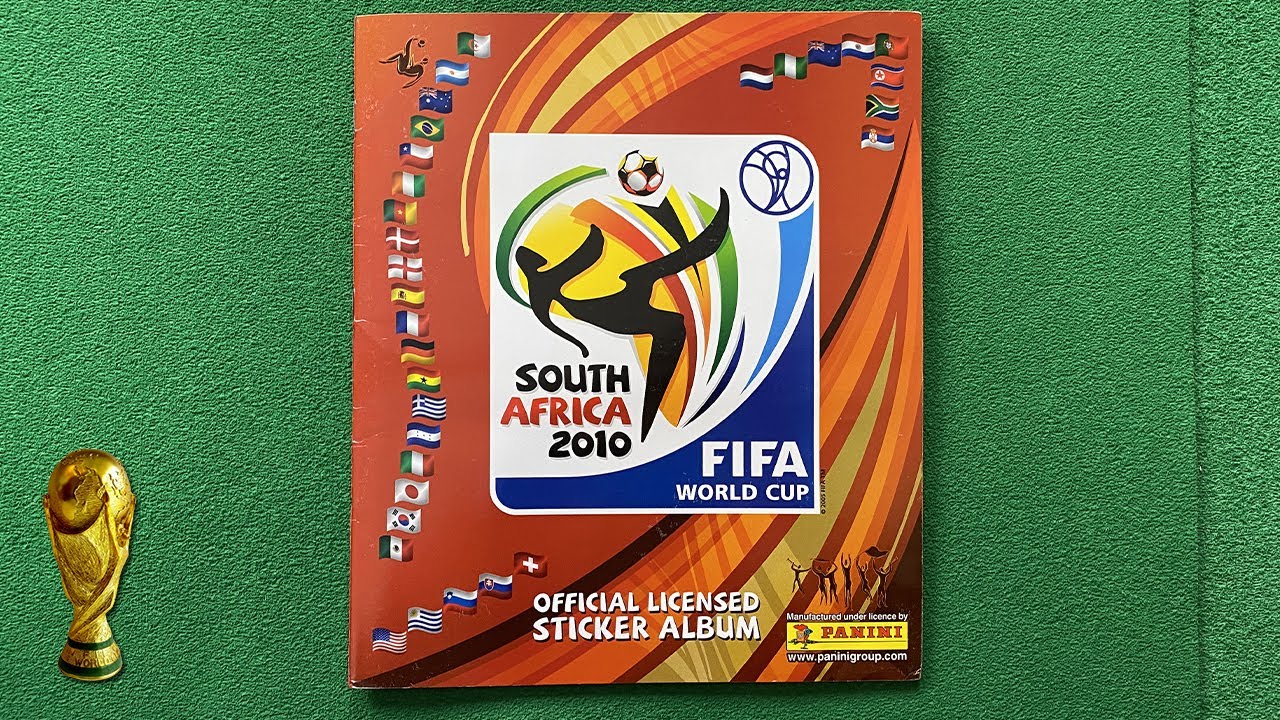 SOUTH
AFRICA
2010
FIFA
WORLD CUP
OFFICIAL LICENSED
STICKER ALBUM
Manufactured under licence by
PANINI
www.paninigroup.com